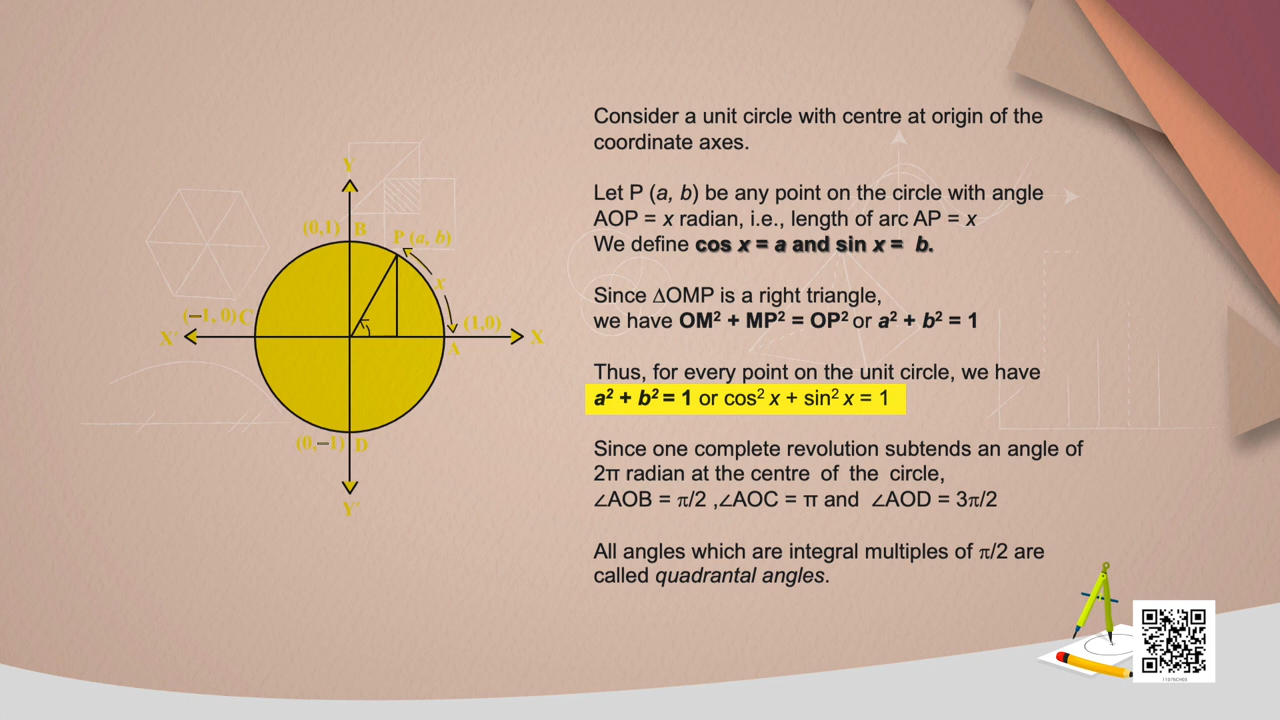 Y
(0,1) B
P (a, b)
x
(−1, 0) C
(1,0)
X′
X
A
(0,−1) D
Y′
Consider a unit circle with centre at origin of the
coordinate axes.
Let P (a, b) be any point on the circle with angle
AOP = x radian, i.e., length of arc AP = x
We define cos x = a and sin x = b.
Since ∆OMP is a right triangle,
we have OM² + MP² = OP² or a² + b² = 1
Thus, for every point on the unit circle, we have
a² + b² = 1 or cos² x + sin² x = 1
Since one complete revolution subtends an angle of
2π radian at the centre of the circle,
∠AOB = π/2 ,∠AOC = π and ∠AOD = 3π/2
All angles which are integral multiples of π/2 are
called quadrantal angles.
11076CH03